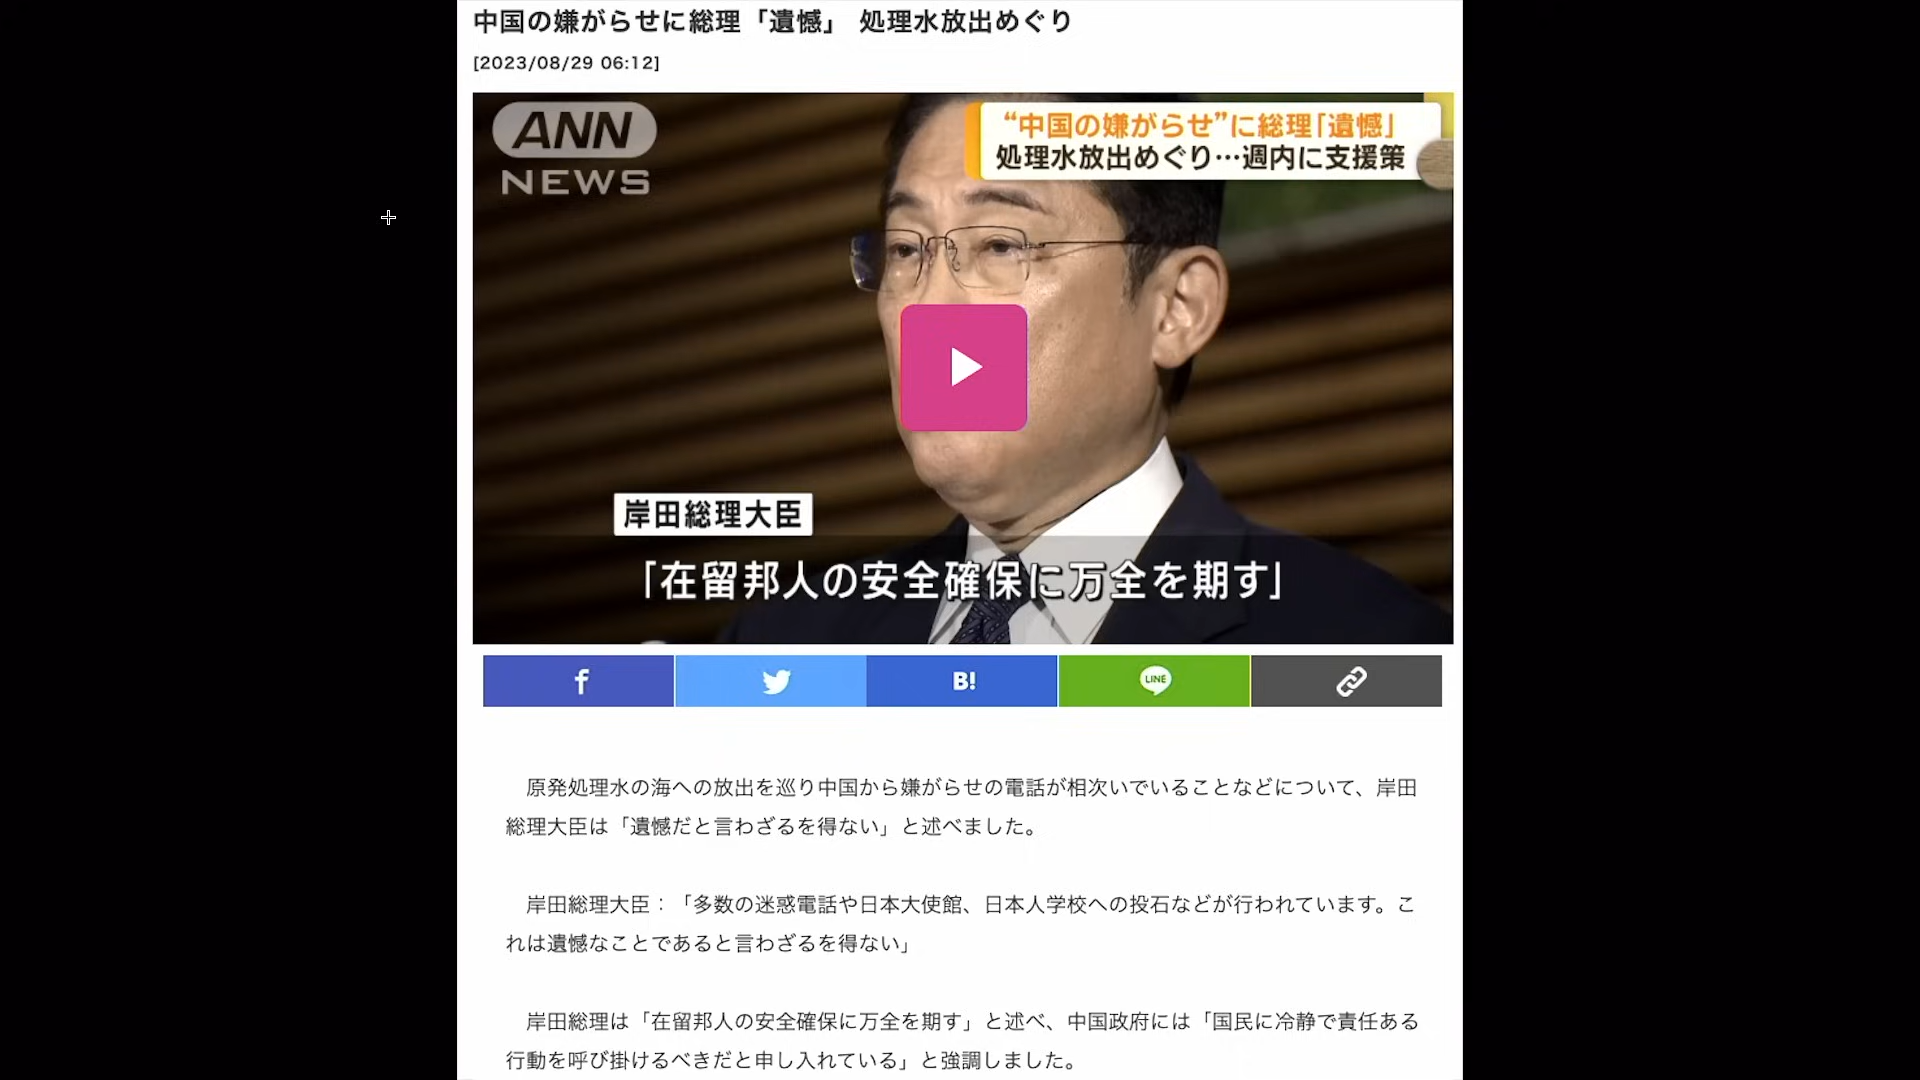 中国の嫌がらせに総理「遺憾」 処理水放出めぐり
[2023/08/29 06:12]
ANN
NEWS
“中国の嫌がらせ”に総理「遺憾」
処理水放出めぐり…週内に支援策
岸田総理大臣
「在留邦人の安全確保に万全を期す」
f
B!
LINE
原発処理水の海への放出を巡り中国から嫌がらせの電話が相次いでいることなどについて、岸田
総理大臣は「遺憾だと言わざるを得ない」と述べました。
岸田総理大臣：「多数の迷惑電話や日本大使館、日本人学校への投石などが行われています。こ
れは遺憾なことであると言わざるを得ない」
岸田総理は「在留邦人の安全確保に万全を期す」と述べ、中国政府には「国民に冷静で責任ある
行動を呼び掛けるべきだと申し入れている」と強調しました。